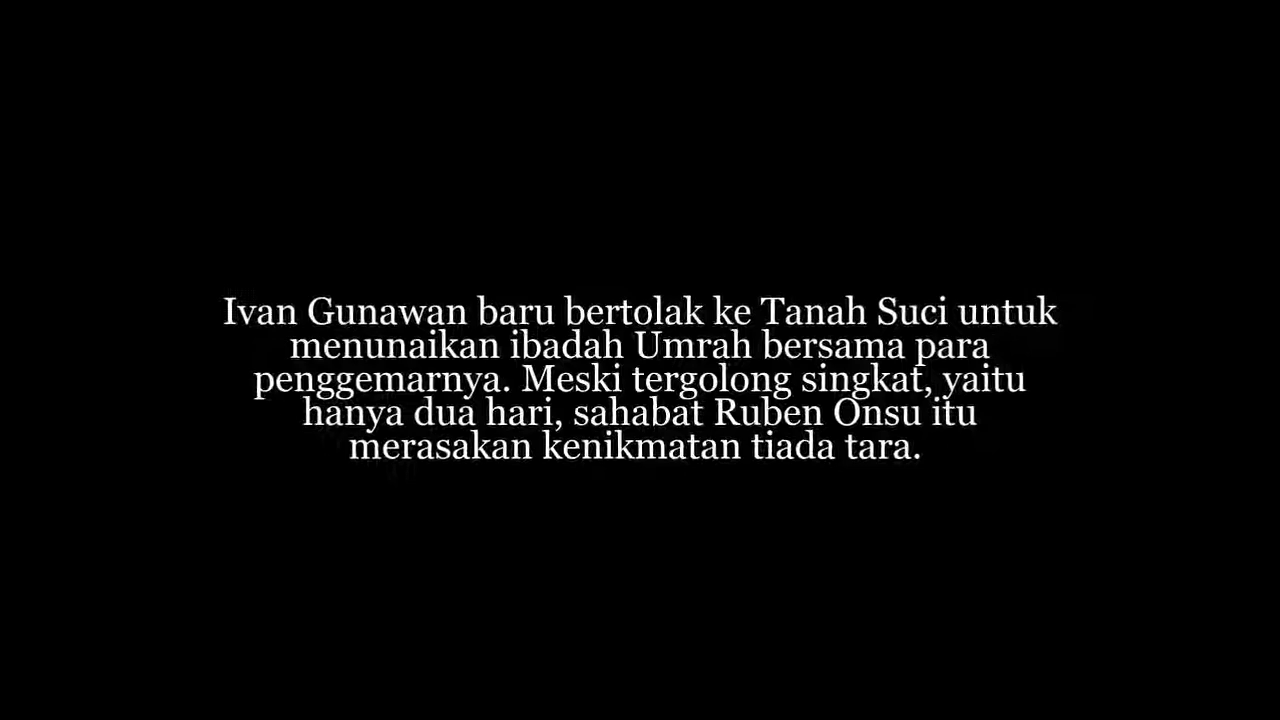 Ivan Gunawan baru bertolak ke Tanah Suci untuk
menunaikan ibadah Umrah bersama para
penggemarnya. Meski tergolong singkat, yaitu
hanya dua hari, sahabat Ruben Onsu itu
merasakan kenikmatan tiada tara.